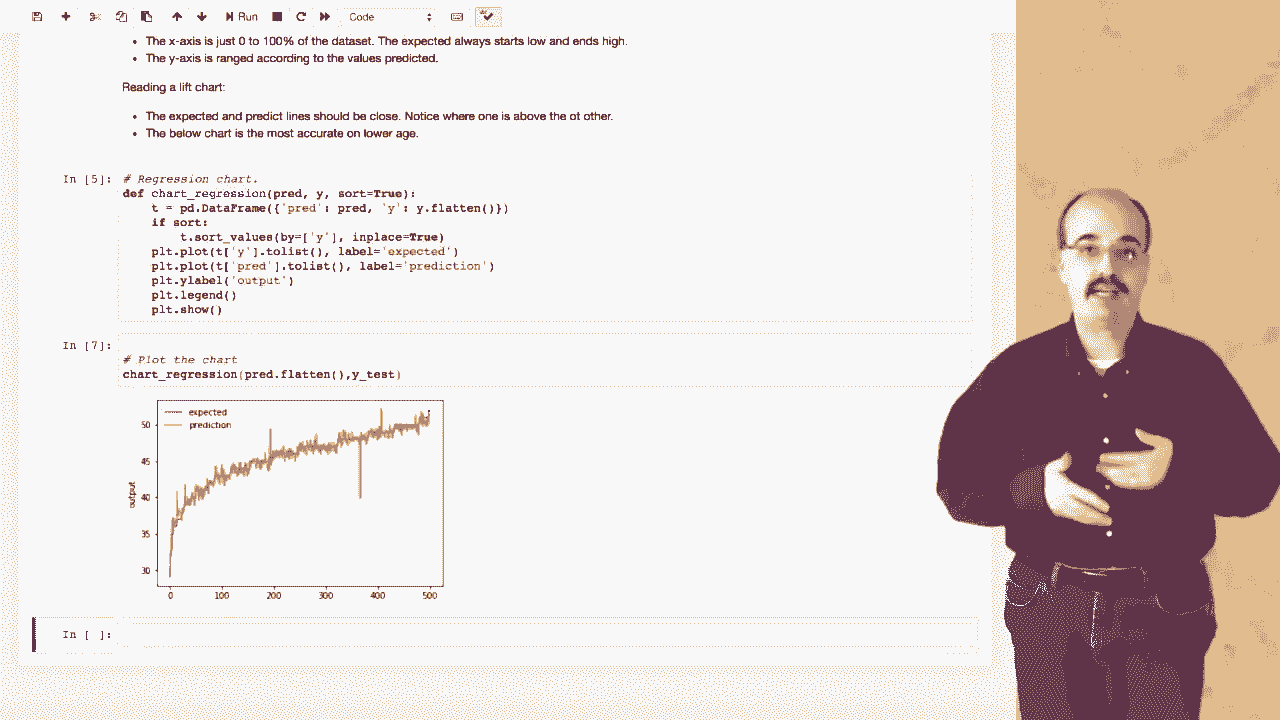 Run
Code
The x-axis is just 0 to 100% of the dataset. The expected always starts low and ends high.
The y-axis is ranged according to the values predicted.
Reading a lift chart:
The expected and predict lines should be close. Notice where one is above the ot other.
The below chart is the most accurate on lower age.
In [5]:
# Regression chart.
def chart_regression(pred, y, sort=True):
    t = pd.DataFrame({'pred': pred, 'y': y.flatten()})
    if sort:
        t.sort_values(by=['y'], inplace=True)
    plt.plot(t['y'].tolist(), label='expected')
    plt.plot(t['pred'].tolist(), label='prediction')
    plt.ylabel('output')
    plt.legend()
    plt.show()
In [7]:
# Plot the chart
chart_regression(pred.flatten(),y_test)
expected
prediction
50
45
40
35
30
output
0 100 200 300 400 500
In [ ]: